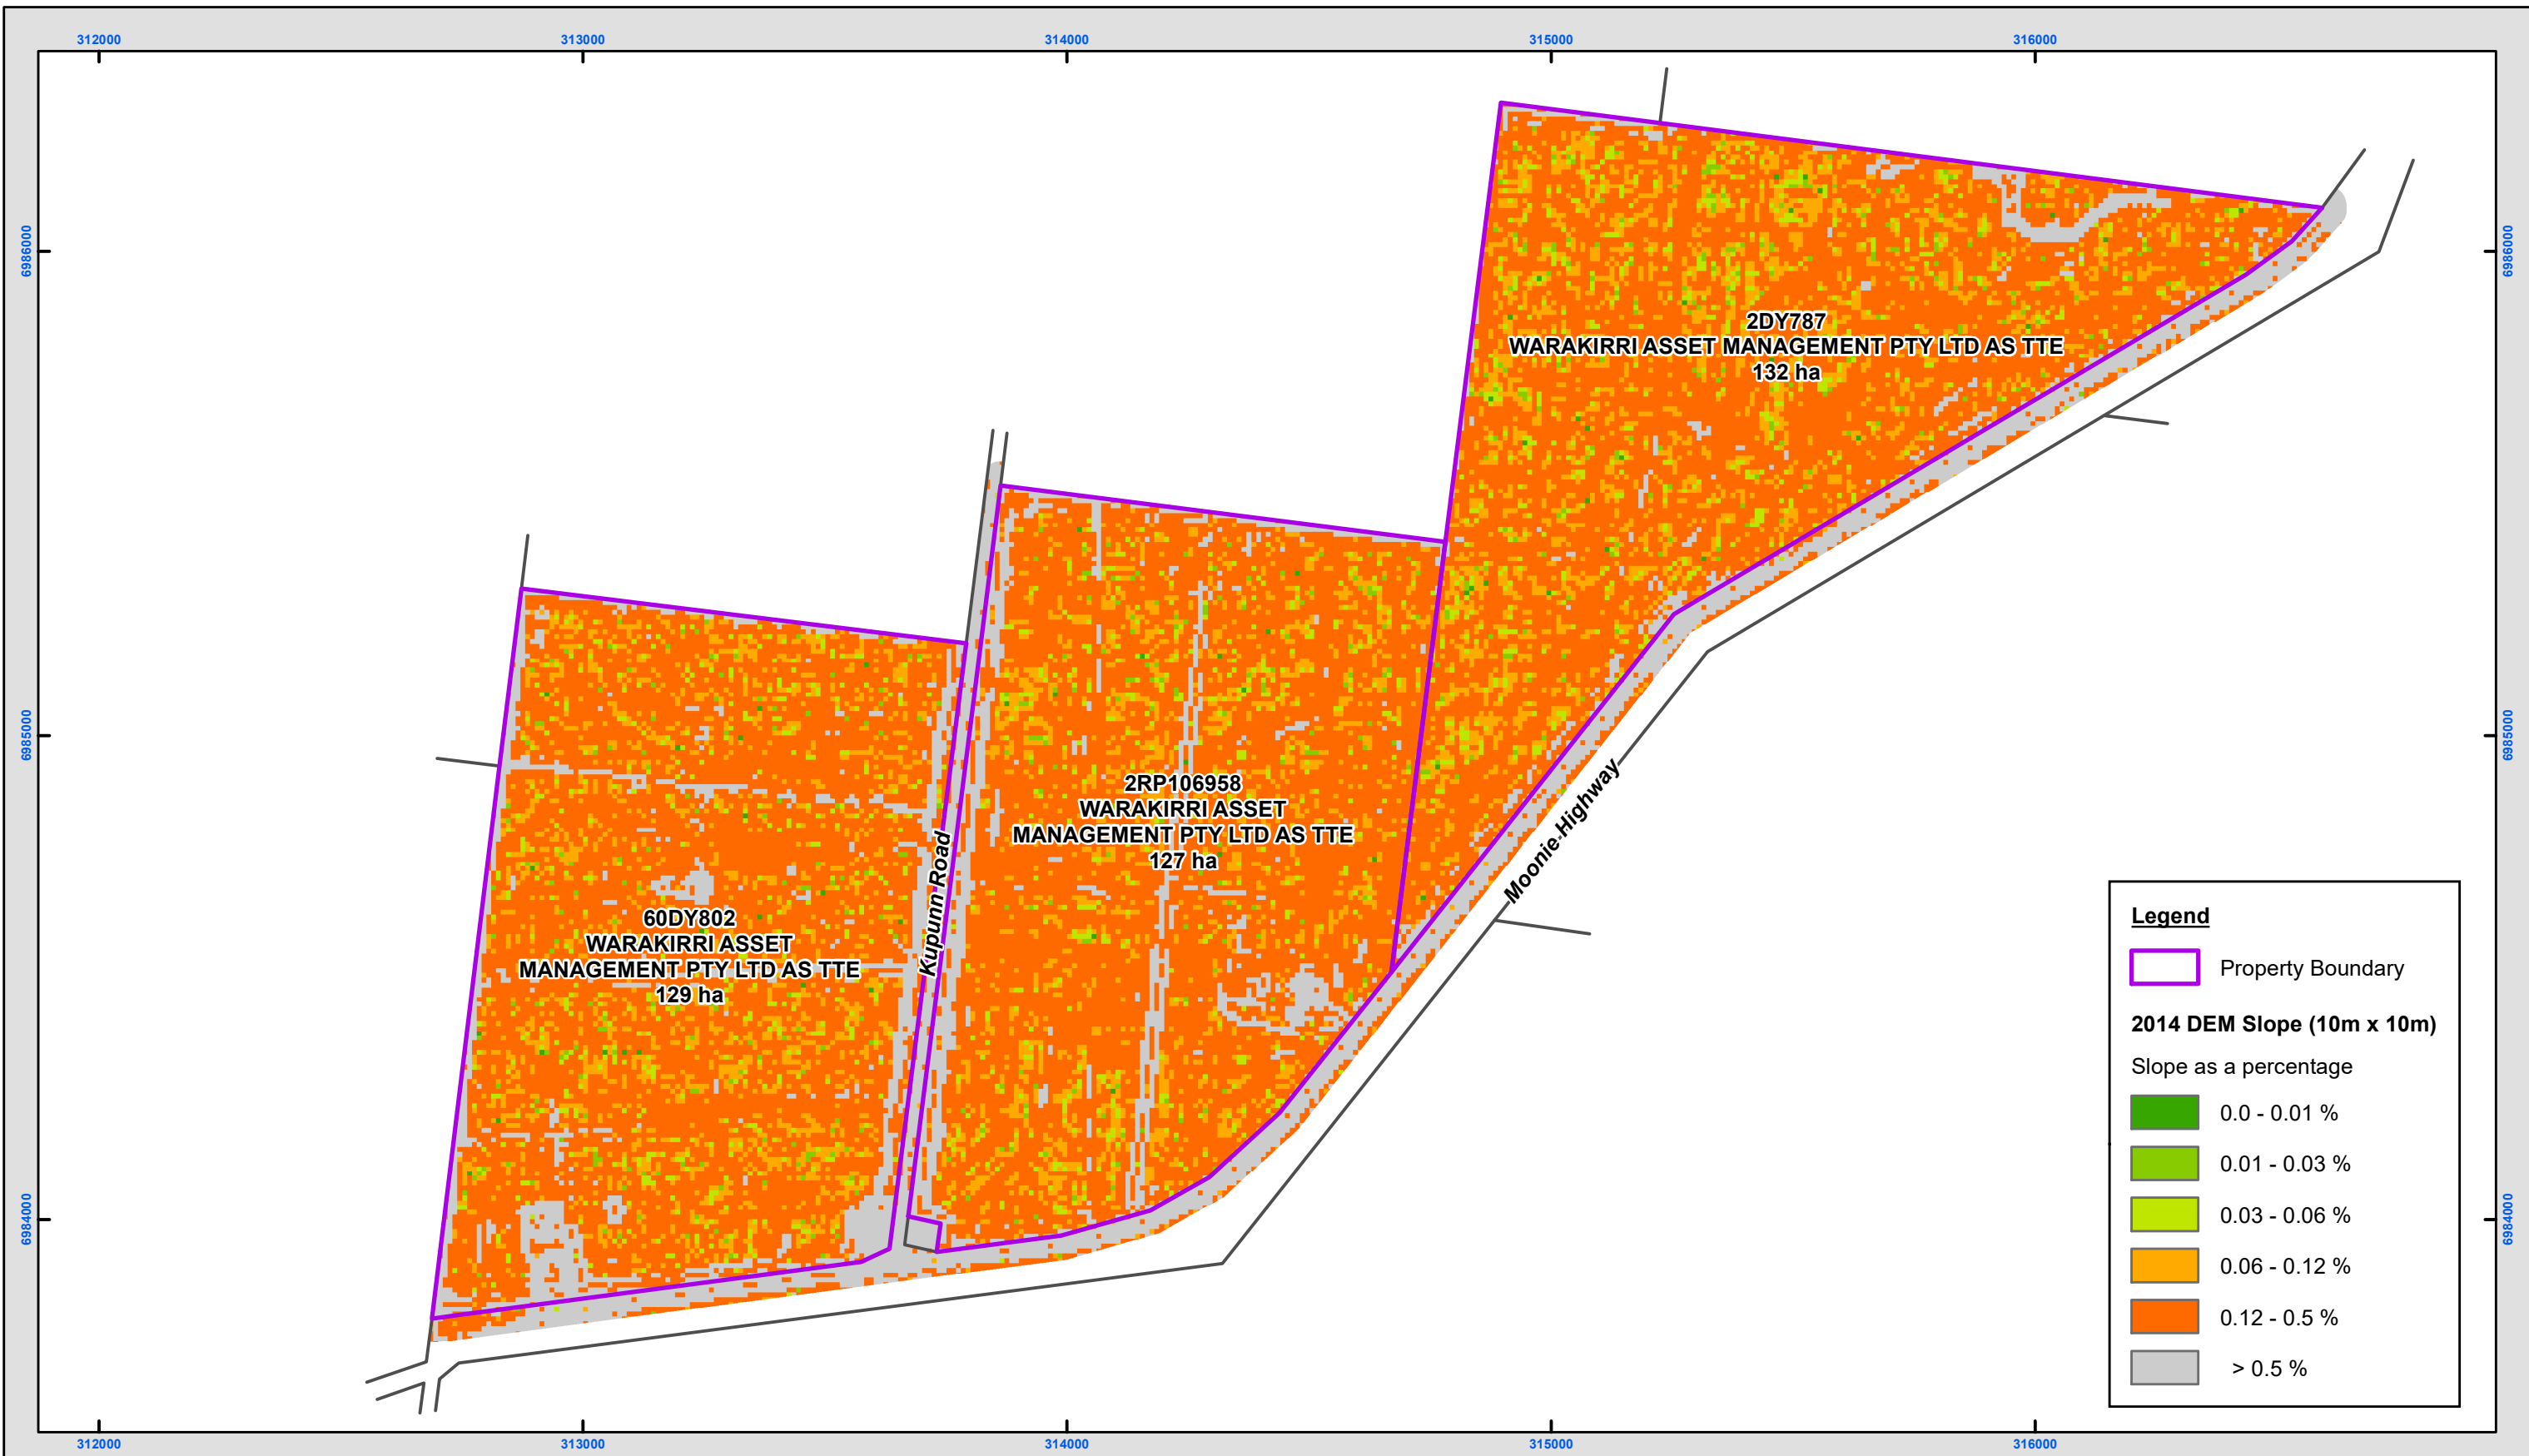 312000
313000
314000
315000
316000
6986000
6986000
2DY787
WARAKIRRI ASSET MANAGEMENT PTY LTD AS TTE
132 ha
6985000
6985000
2RP106958
WARAKIRRI ASSET
MANAGEMENT PTY LTD AS TTE
127 ha
Kupunn Road
Moonie Highway
60DY802
WARAKIRRI ASSET
MANAGEMENT PTY LTD AS TTE
129 ha
6984000
6984000
Legend
Property Boundary
2014 DEM Slope (10m x 10m)
Slope as a percentage
0.0 - 0.01 %
0.01 - 0.03 %
0.03 - 0.06 %
0.06 - 0.12 %
0.12 - 0.5 %
> 0.5 %
312000
313000
314000
315000
316000